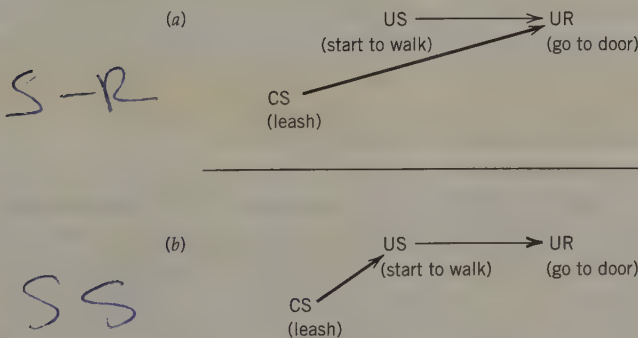 (a)
US UR
(start to walk) (go to door)
S-R
CS
(leash)
(b)
US UR
(start to walk) (go to door)
S S
CS
(leash)